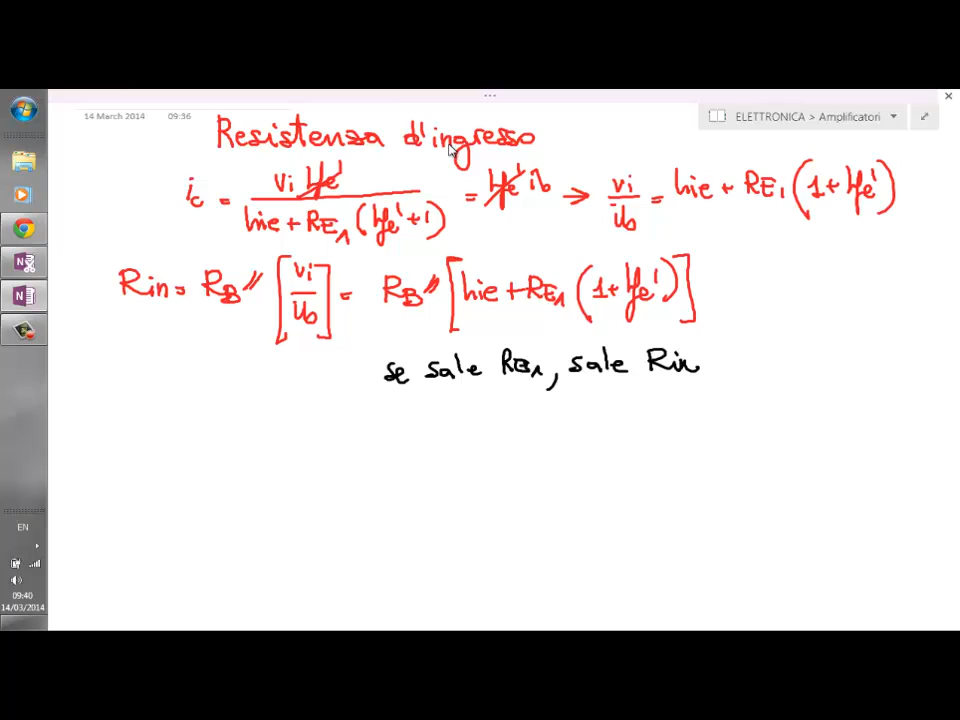 14 March 2014 09:36
ELETTRONICA > Amplificatori
Resistenza d'ingresso
ic = vi hfe' / hie + RE1 (hfe' + 1) = hfe' ib → vi / ib = hie + RE1 (1 + hfe')
Rin = RB // [vi / ib] = RB // [hie + RE1 (1 + hfe')]
se sale RE1, sale Rin
EN
09:40
14/03/2014